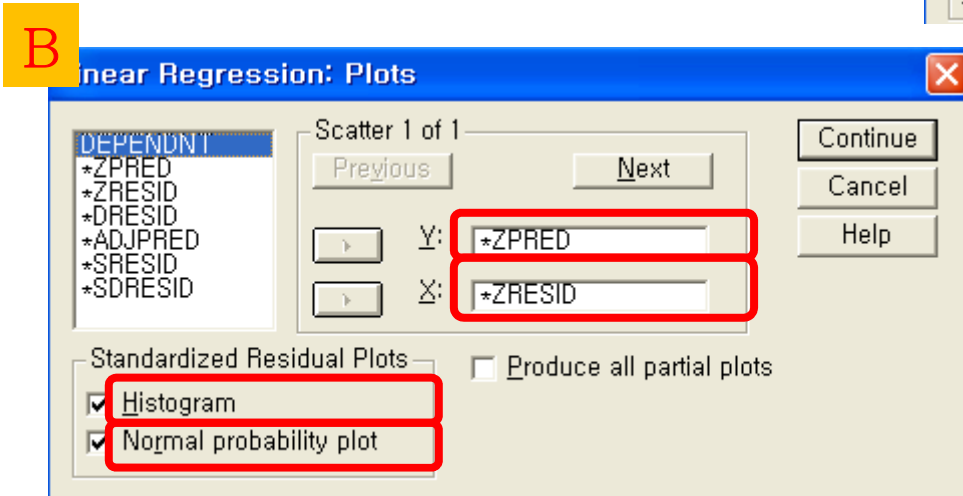 B
inear Regression: Plots
DEPENDNT
*ZPRED
*ZRESID
*DRESID
*ADJPRED
*SRESID
*SDRESID
Scatter 1 of 1
Previous
Next
Y: *ZPRED
X: *ZRESID
Continue
Cancel
Help
Standardized Residual Plots
Histogram
Normal probability plot
Produce all partial plots